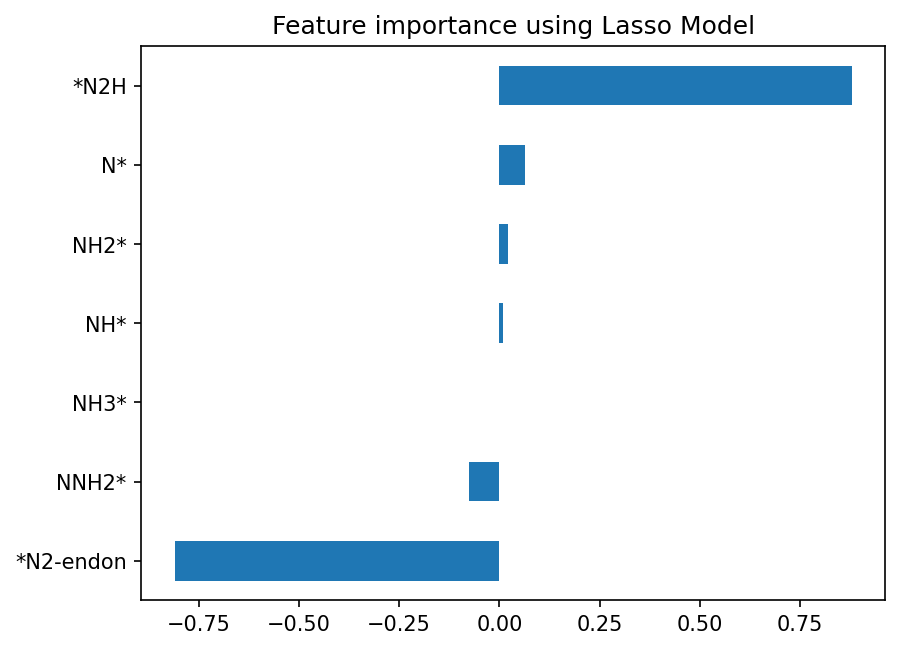 Feature importance using Lasso Model
*N2H
N*
NH2*
NH*
NH3*
NNH2*
*N2-endon
−0.75 −0.50 −0.25 0.00 0.25 0.50 0.75